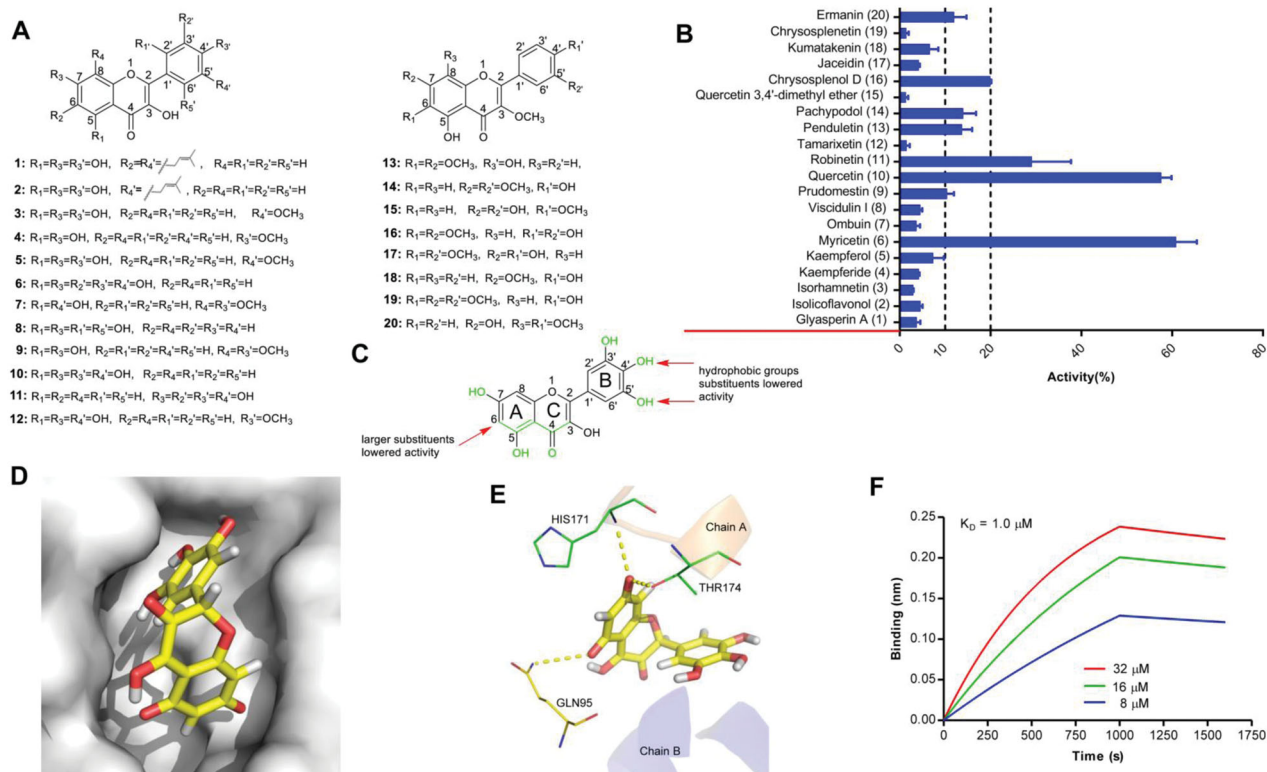 A
R2'
R1'
2'
3'
4'
R3'
5'
R4'
6'
R5'
1'
R4
R3
8
7
O
1
2
6
5
4
3
R2
R1
OH
O
R3
R2
8
7
O
1
2
6
5
4
3
R1
OH
O
OCH3
2'
3'
4'
R1'
5'
R2'
6'
1'
1: R1=R3=R3'=OH, R2=R4'= , R4=R1'=R2'=R5'=H
2: R1=R3=R3'=OH, R4'= , R2=R4=R1'=R2'=R5'=H
3: R1=R3=R3'=OH, R2=R4=R1'=R2'=R5'=H, R4'=OCH3
4: R1=R3=OH, R2=R4=R1'=R2'=R4'=R5'=H, R3'=OCH3
5: R1=R3=R3'=OH, R2=R4=R1'=R2'=R5'=H, R4'=OCH3
6: R1=R3=R2'=R3'=R4'=OH, R2=R4=R1'=R5'=H
7: R1=R4'=OH, R2=R1'=R2'=R5'=H, R4=R3'=OCH3
8: R1=R3=R1'=R5'=OH, R2=R4=R2'=R3'=R4'=H
9: R1=R3=OH, R2=R1'=R2'=R4'=R5'=H, R4=R3'=OCH3
10: R1=R3=R3'=R4'=OH, R2=R4=R1'=R2'=R5'=H
11: R1=R2=R4=R1'=R5'=H, R3=R2'=R3'=R4'=OH
12: R1=R3=R4'=OH, R2=R4=R1'=R2'=R5'=H, R3'=OCH3
13: R1=R2=OCH3, R3'=OH, R3=R2'=H,
14: R1=R3=H, R2=R2'=OCH3, R1'=OH
15: R1=R3=H, R2=R2'=OH, R1'=OCH3
16: R1=R2=OCH3, R3=H, R1'=R2'=OH
17: R1=R2'=OCH3, R2=R1'=OH, R3=H
18: R1=R3=R2'=H, R2=OCH3, R1'=OH
19: R1=R2=R2'=OCH3, R3=H, R1'=OH
20: R1=R2'=H, R2=OH, R3=R1'=OCH3
B
Ermanin (20)
Chrysosplenetin (19)
Kumatakenin (18)
Jaceidin (17)
Chrysosplenol D (16)
Quercetin 3,4'-dimethyl ether (15)
Pachypodol (14)
Penduletin (13)
Tamarixetin (12)
Robinetin (11)
Quercetin (10)
Prudomestin (9)
Viscidulin I (8)
Ombuin (7)
Myricetin (6)
Kaempferol (5)
Kaempferide (4)
Isorhamnetin (3)
Isolicoflavonol (2)
Glyasperin A (1)
0
10
20
40
60
80
Activity(%)
C
OH
3'
2'
4'
OH
B
5'
OH
6'
1'
HO
7
8
O
1
2
A
C
6
5
4
3
OH
OH
O
hydrophobic groups
substituents lowered
activity
larger substituents
lowered activity
D
E
HIS171
Chain A
THR174
GLN95
Chain B
F
KD = 1.0 μM
0.25
0.20
0.15
0.10
0.05
0.00
Binding (nm)
32 μM
16 μM
8 μM
0
250
500
750
1000
1250
1500
1750
Time (s)